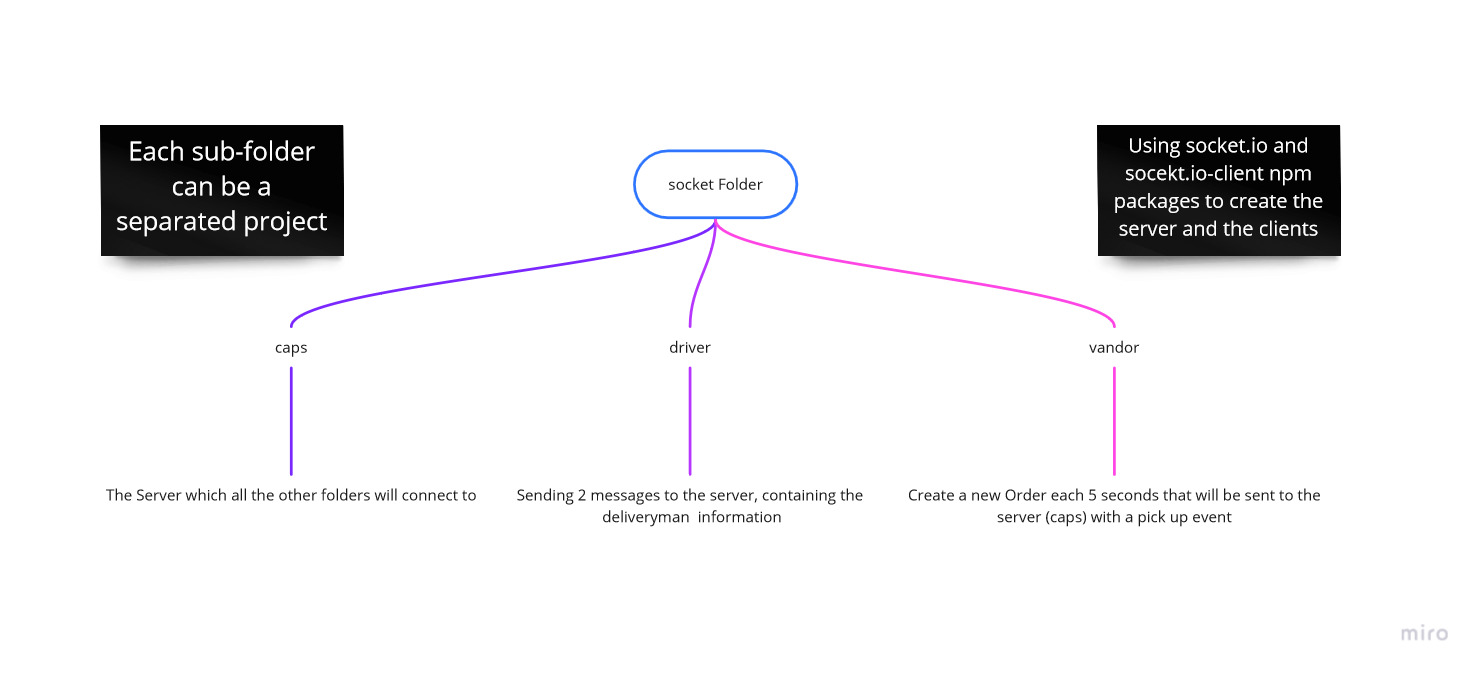 Each sub-folder
can be a
separated project
socket Folder
Using socket.io and
socekt.io-client npm
packages to create the
server and the clients
caps
driver
vandor
The Server which all the other folders will connect to
Sending 2 messages to the server, containing the
deliveryman  information
Create a new Order each 5 seconds that will be sent to the
server (caps) with a pick up event
miro